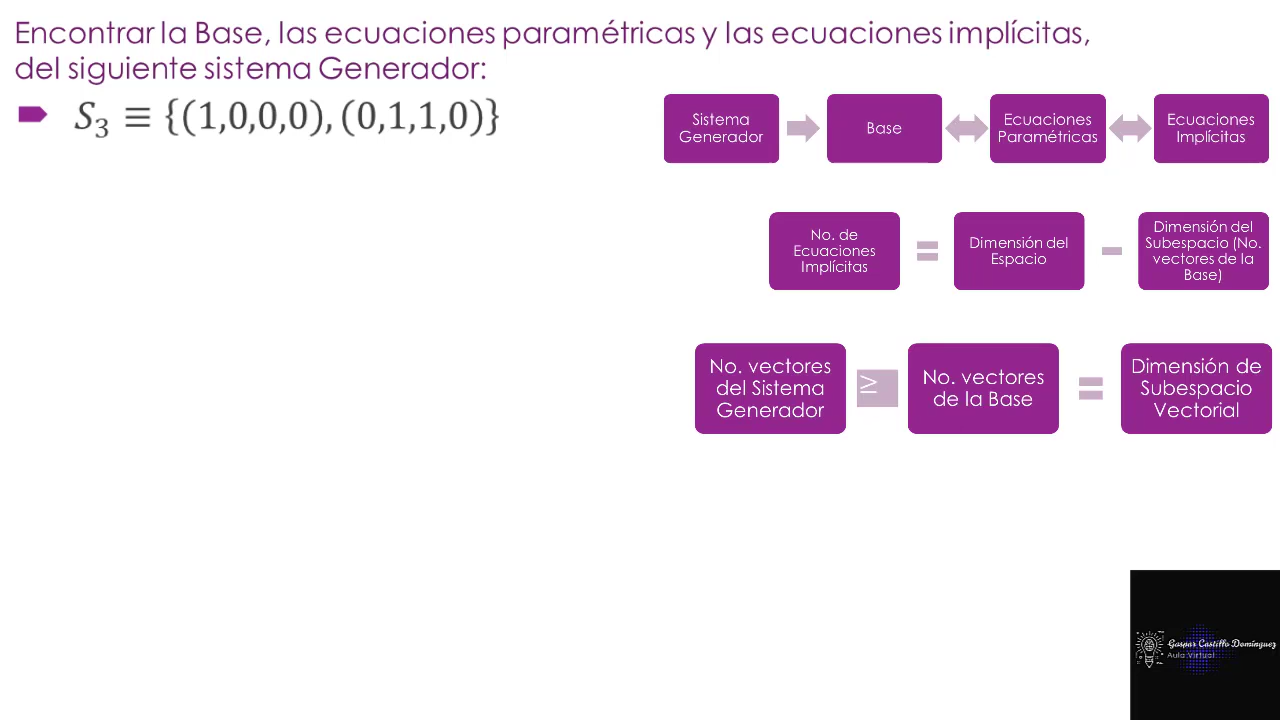 Encontrar la Base, las ecuaciones paramétricas y las ecuaciones implícitas,
del siguiente sistema Generador:
S₃ ≡ {(1,0,0,0), (0,1,1,0)}
Sistema
Generador
Base
Ecuaciones
Paramétricas
Ecuaciones
Implícitas
No. de
Ecuaciones
Implícitas
=
Dimensión del
Espacio
-
Dimensión del
Subespacio (No.
vectores de la
Base)
No. vectores
del Sistema
Generador
≥
No. vectores
de la Base
=
Dimensión de
Subespacio
Vectorial
Gaspar Castillo Domínguez
Aula Virtual